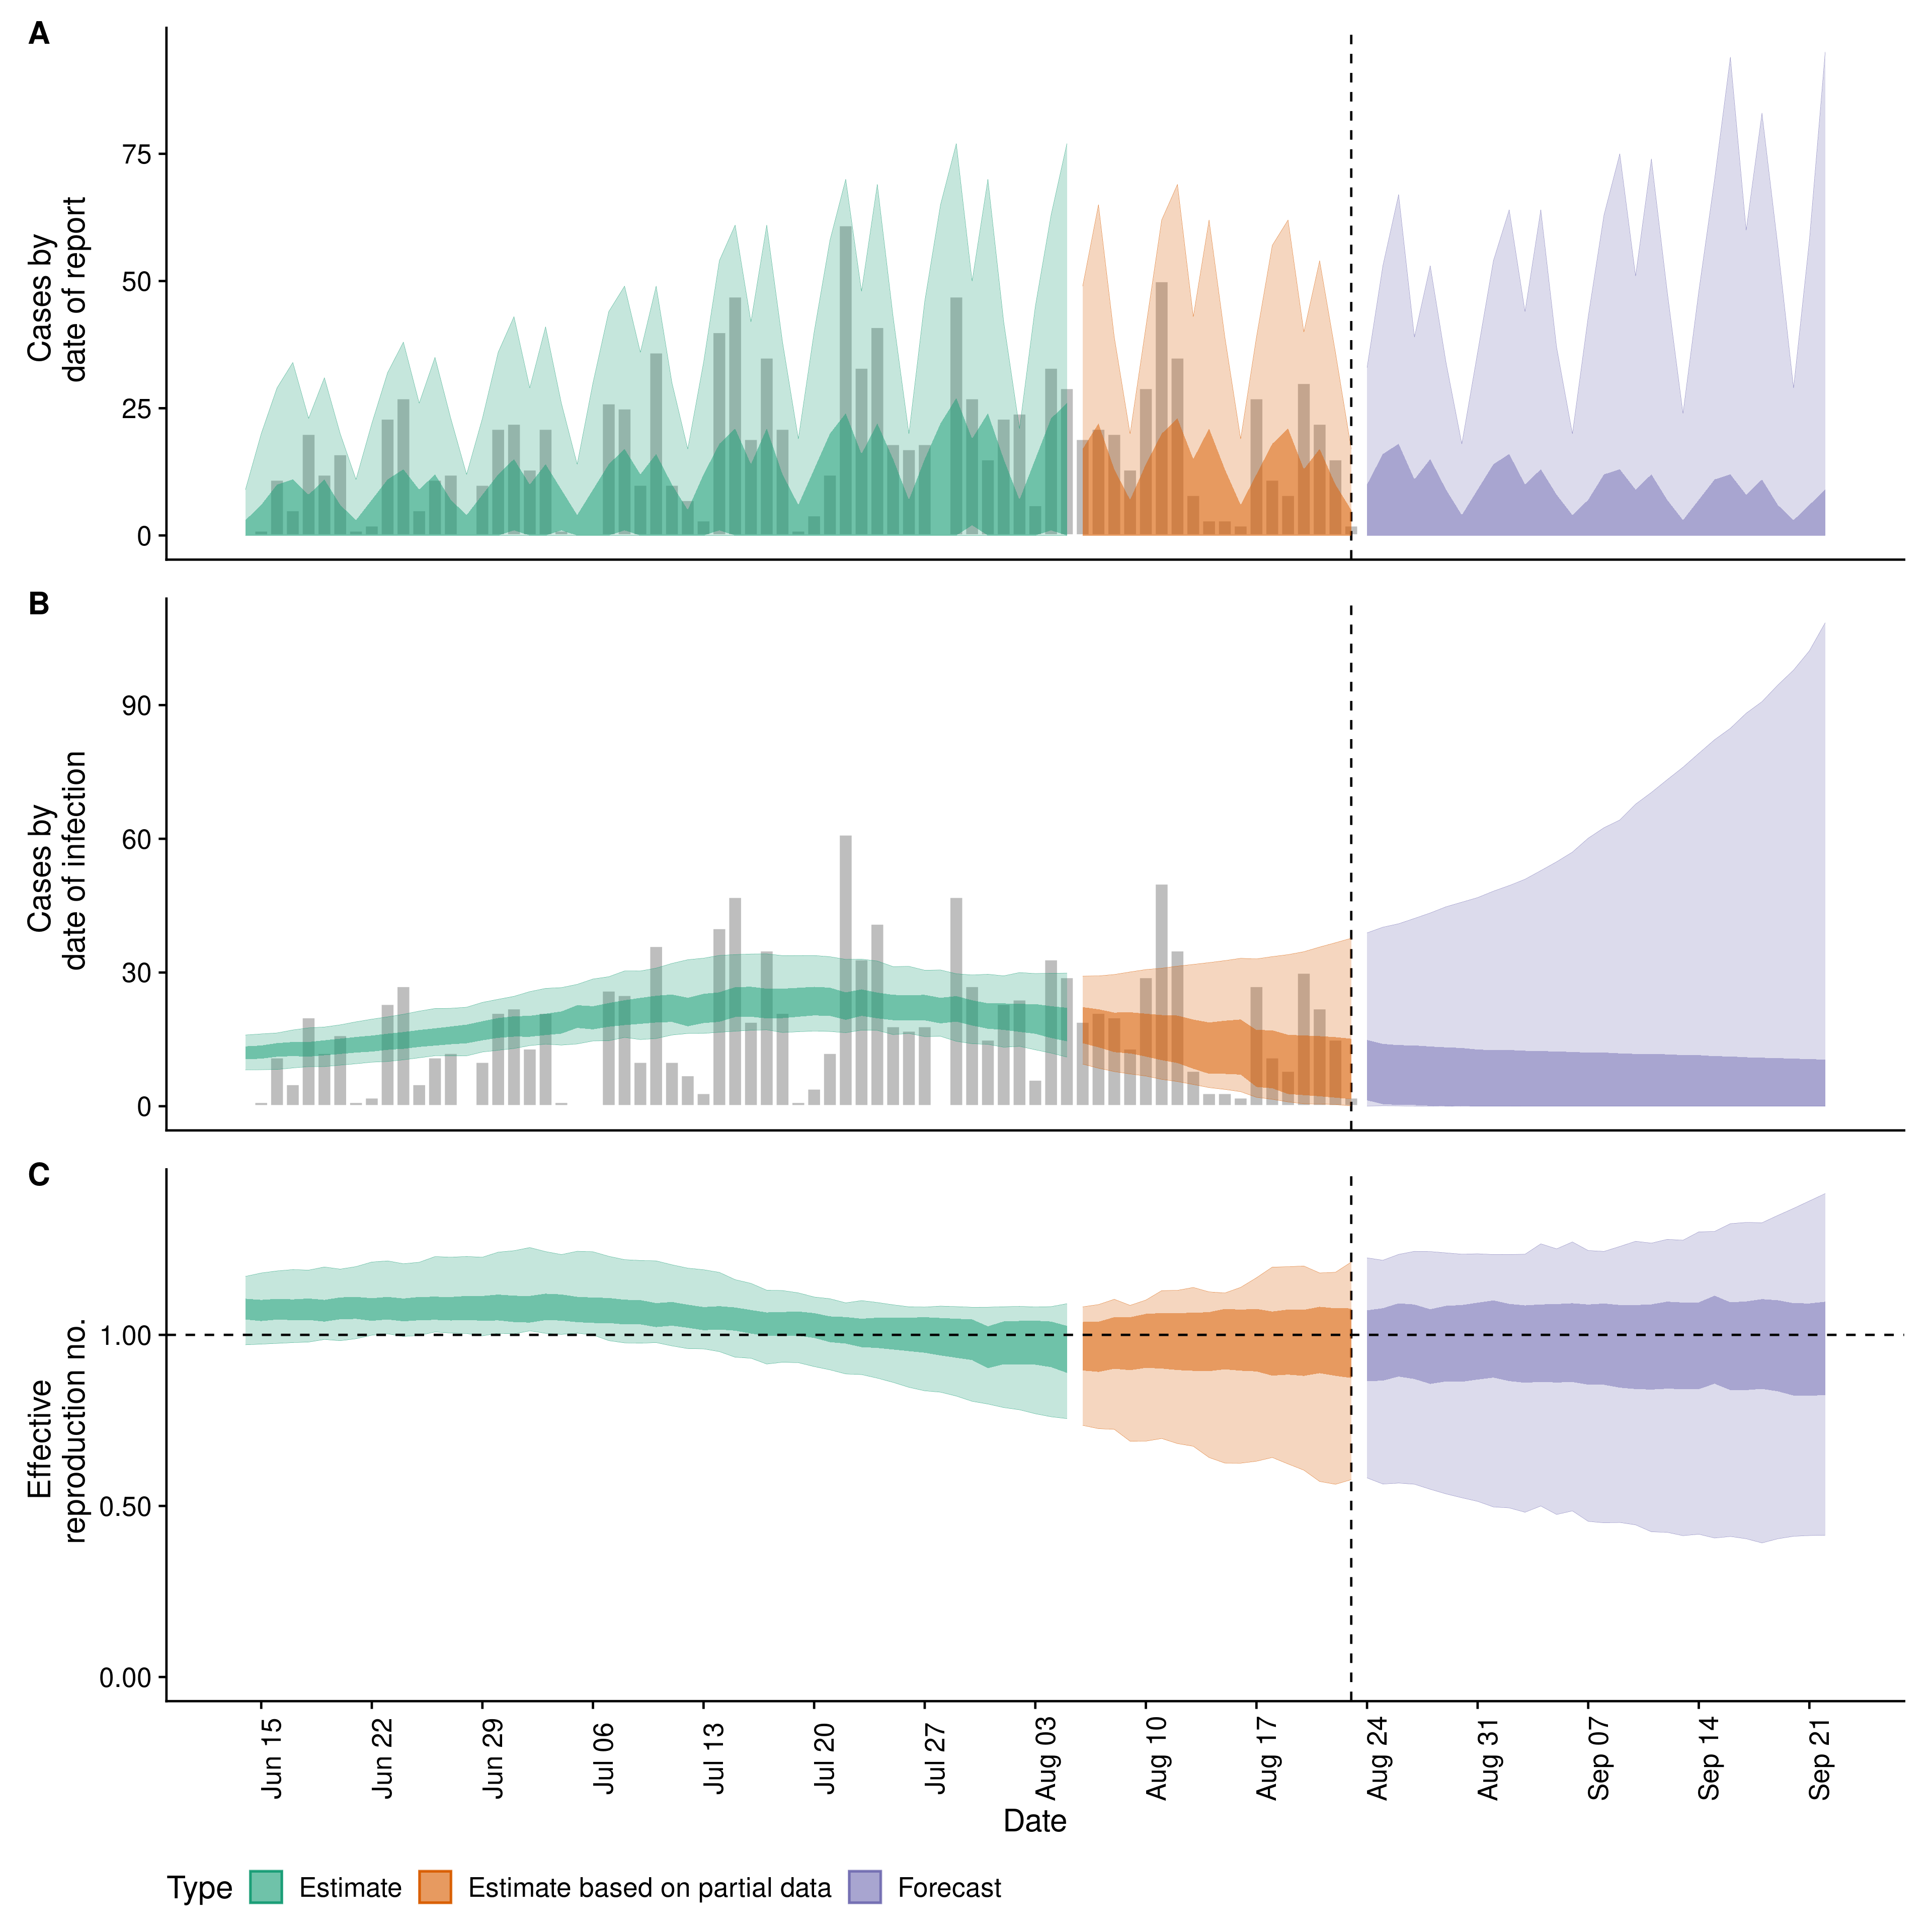 A
Cases by
date of report
75
50
25
0
B
Cases by
date of infection
90
60
30
0
C
Effective
reproduction no.
1.00
0.50
0.00
Jun 15
Jun 22
Jun 29
Jul 06
Jul 13
Jul 20
Jul 27
Aug 03
Aug 10
Aug 17
Aug 24
Aug 31
Sep 07
Sep 14
Sep 21
Date
Type Estimate Estimate based on partial data Forecast